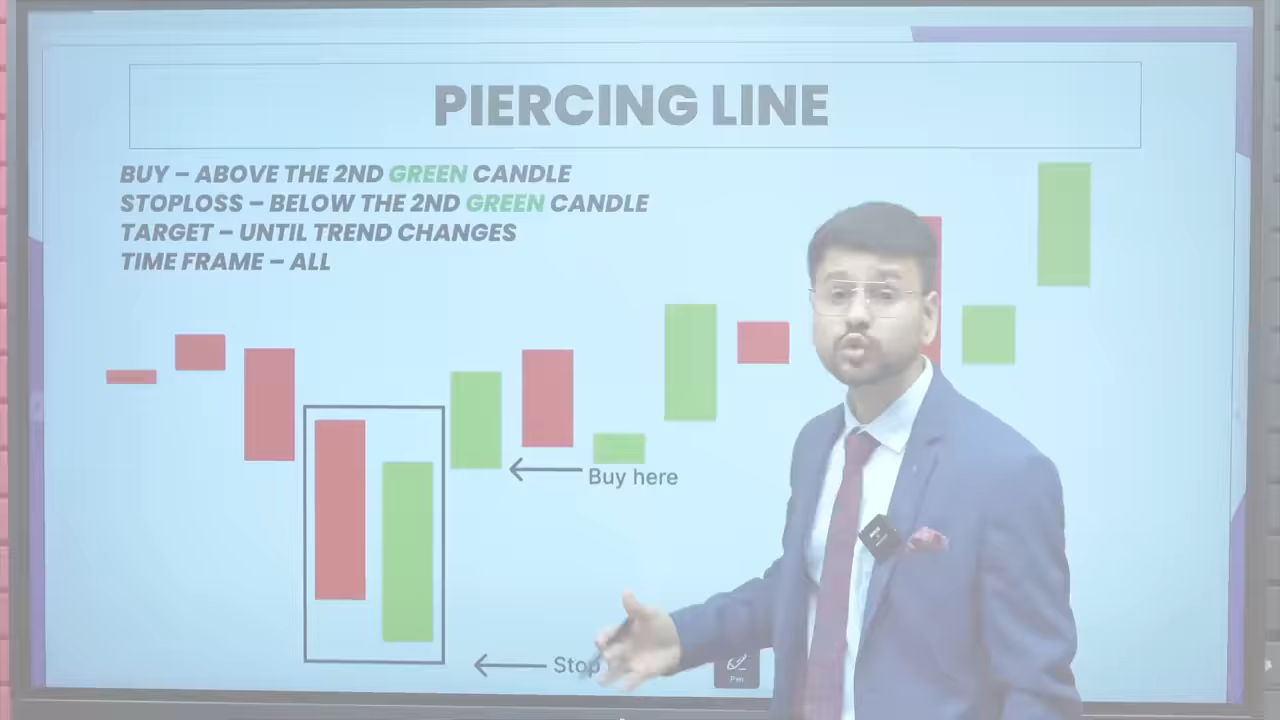 PIERCING LINE
BUY – ABOVE THE 2ND GREEN CANDLE
STOPLOSS – BELOW THE 2ND GREEN CANDLE
TARGET – UNTIL TREND CHANGES
TIME FRAME – ALL
Buy here
Stop
Pen